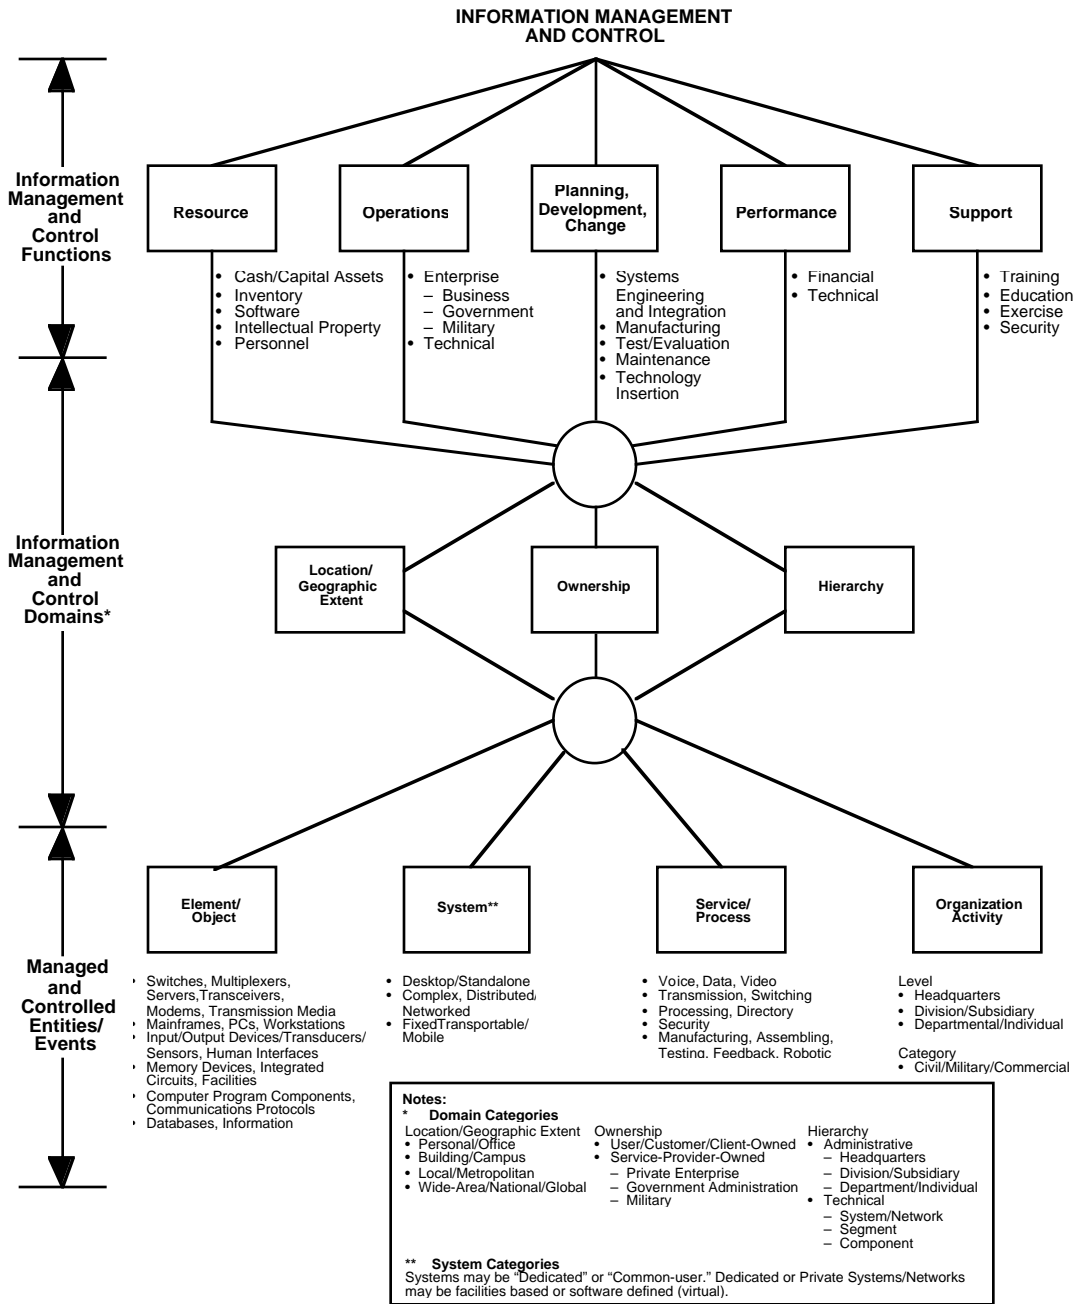 INFORMATION MANAGEMENT
AND CONTROL
Information
Management
and
Control
Functions
Resource
Operations
Planning,
Development,
Change
Performance
Support
• Cash/Capital Assets
• Inventory
• Software
• Intellectual Property
• Personnel
• Enterprise
– Business
– Government
– Military
• Technical
• Systems
Engineering
and Integration
• Manufacturing
• Test/Evaluation
• Maintenance
• Technology
Insertion
• Financial
• Technical
• Training
• Education
• Exercise
• Security
Information
Management
and
Control
Domains*
Location/
Geographic
Extent
Ownership
Hierarchy
Managed
and
Controlled
Entities/
Events
Element/
Object
System**
Service/
Process
Organization
Activity
• Switches, Multiplexers,
Servers,Transceivers,
Modems, Transmission Media
• Mainframes, PCs, Workstations
• Input/Output Devices/Transducers/
Sensors, Human Interfaces
• Memory Devices, Integrated
Circuits, Facilities
• Computer Program Components,
Communications Protocols
• Databases, Information
• Desktop/Standalone
• Complex, Distributed/
Networked
• FixedTransportable/
Mobile
• Voice, Data, Video
• Transmission, Switching
• Processing, Directory
• Security
• Manufacturing, Assembling,
Testing, Feedback, Robotic
Level
• Headquarters
• Division/Subsidiary
• Departmental/Individual
Category
• Civil/Military/Commercial
Notes:
* Domain Categories
Location/Geographic Extent
• Personal/Office
• Building/Campus
• Local/Metropolitan
• Wide-Area/National/Global
Ownership
• User/Customer/Client-Owned
• Service-Provider-Owned
– Private Enterprise
– Government Administration
– Military
Hierarchy
• Administrative
– Headquarters
– Division/Subsidiary
– Department/Individual
• Technical
– System/Network
– Segment
– Component
** System Categories
Systems may be “Dedicated” or “Common-user.” Dedicated or Private Systems/Networks
may be facilities based or software defined (virtual).